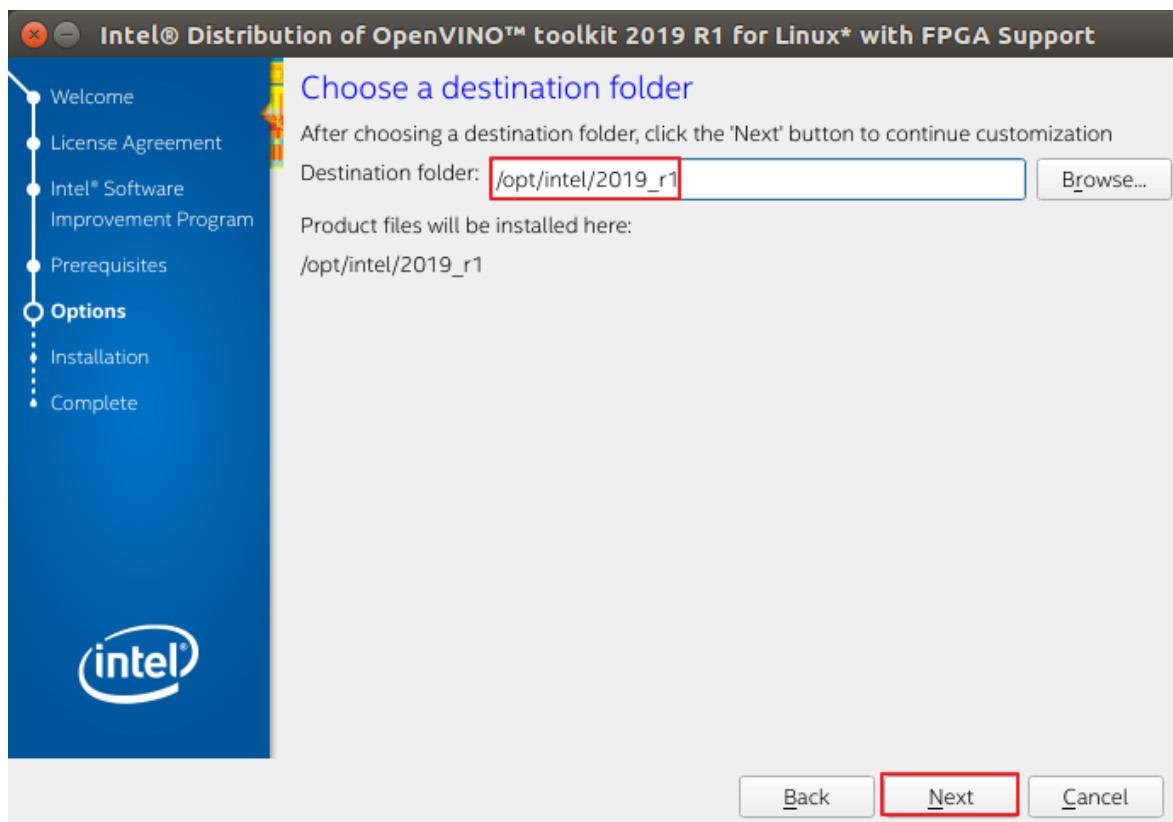 Intel® Distribution of OpenVINO™ toolkit 2019 R1 for Linux* with FPGA Support
Welcome
License Agreement
Intel® Software
Improvement Program
Prerequisites
Options
Installation
Complete
intel®
Choose a destination folder
After choosing a destination folder, click the 'Next' button to continue customization
Destination folder: /opt/intel/2019_r1 Browse...
Product files will be installed here:
/opt/intel/2019_r1
Back Next Cancel